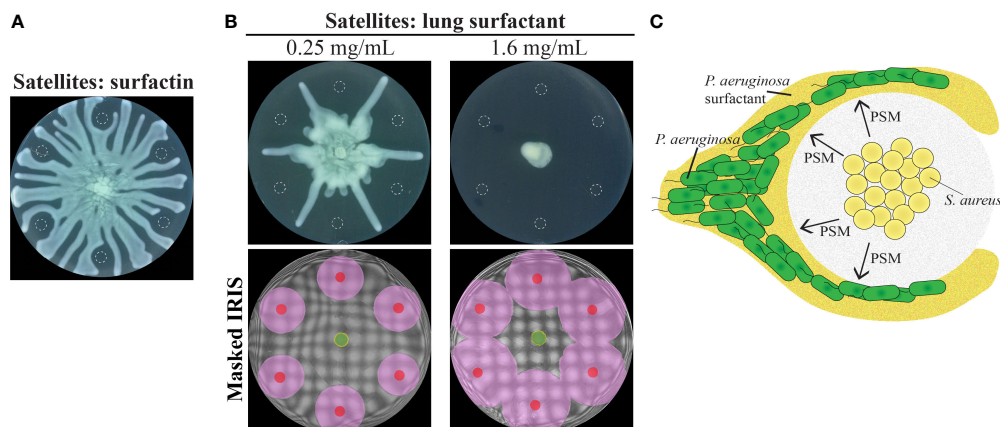 A
Satellites: surfactin
B
Satellites: lung surfactant
0.25 mg/mL
1.6 mg/mL
Masked IRIS
C
P. aeruginosa
surfactant
P. aeruginosa
PSM
PSM
S. aureus
PSM
PSM